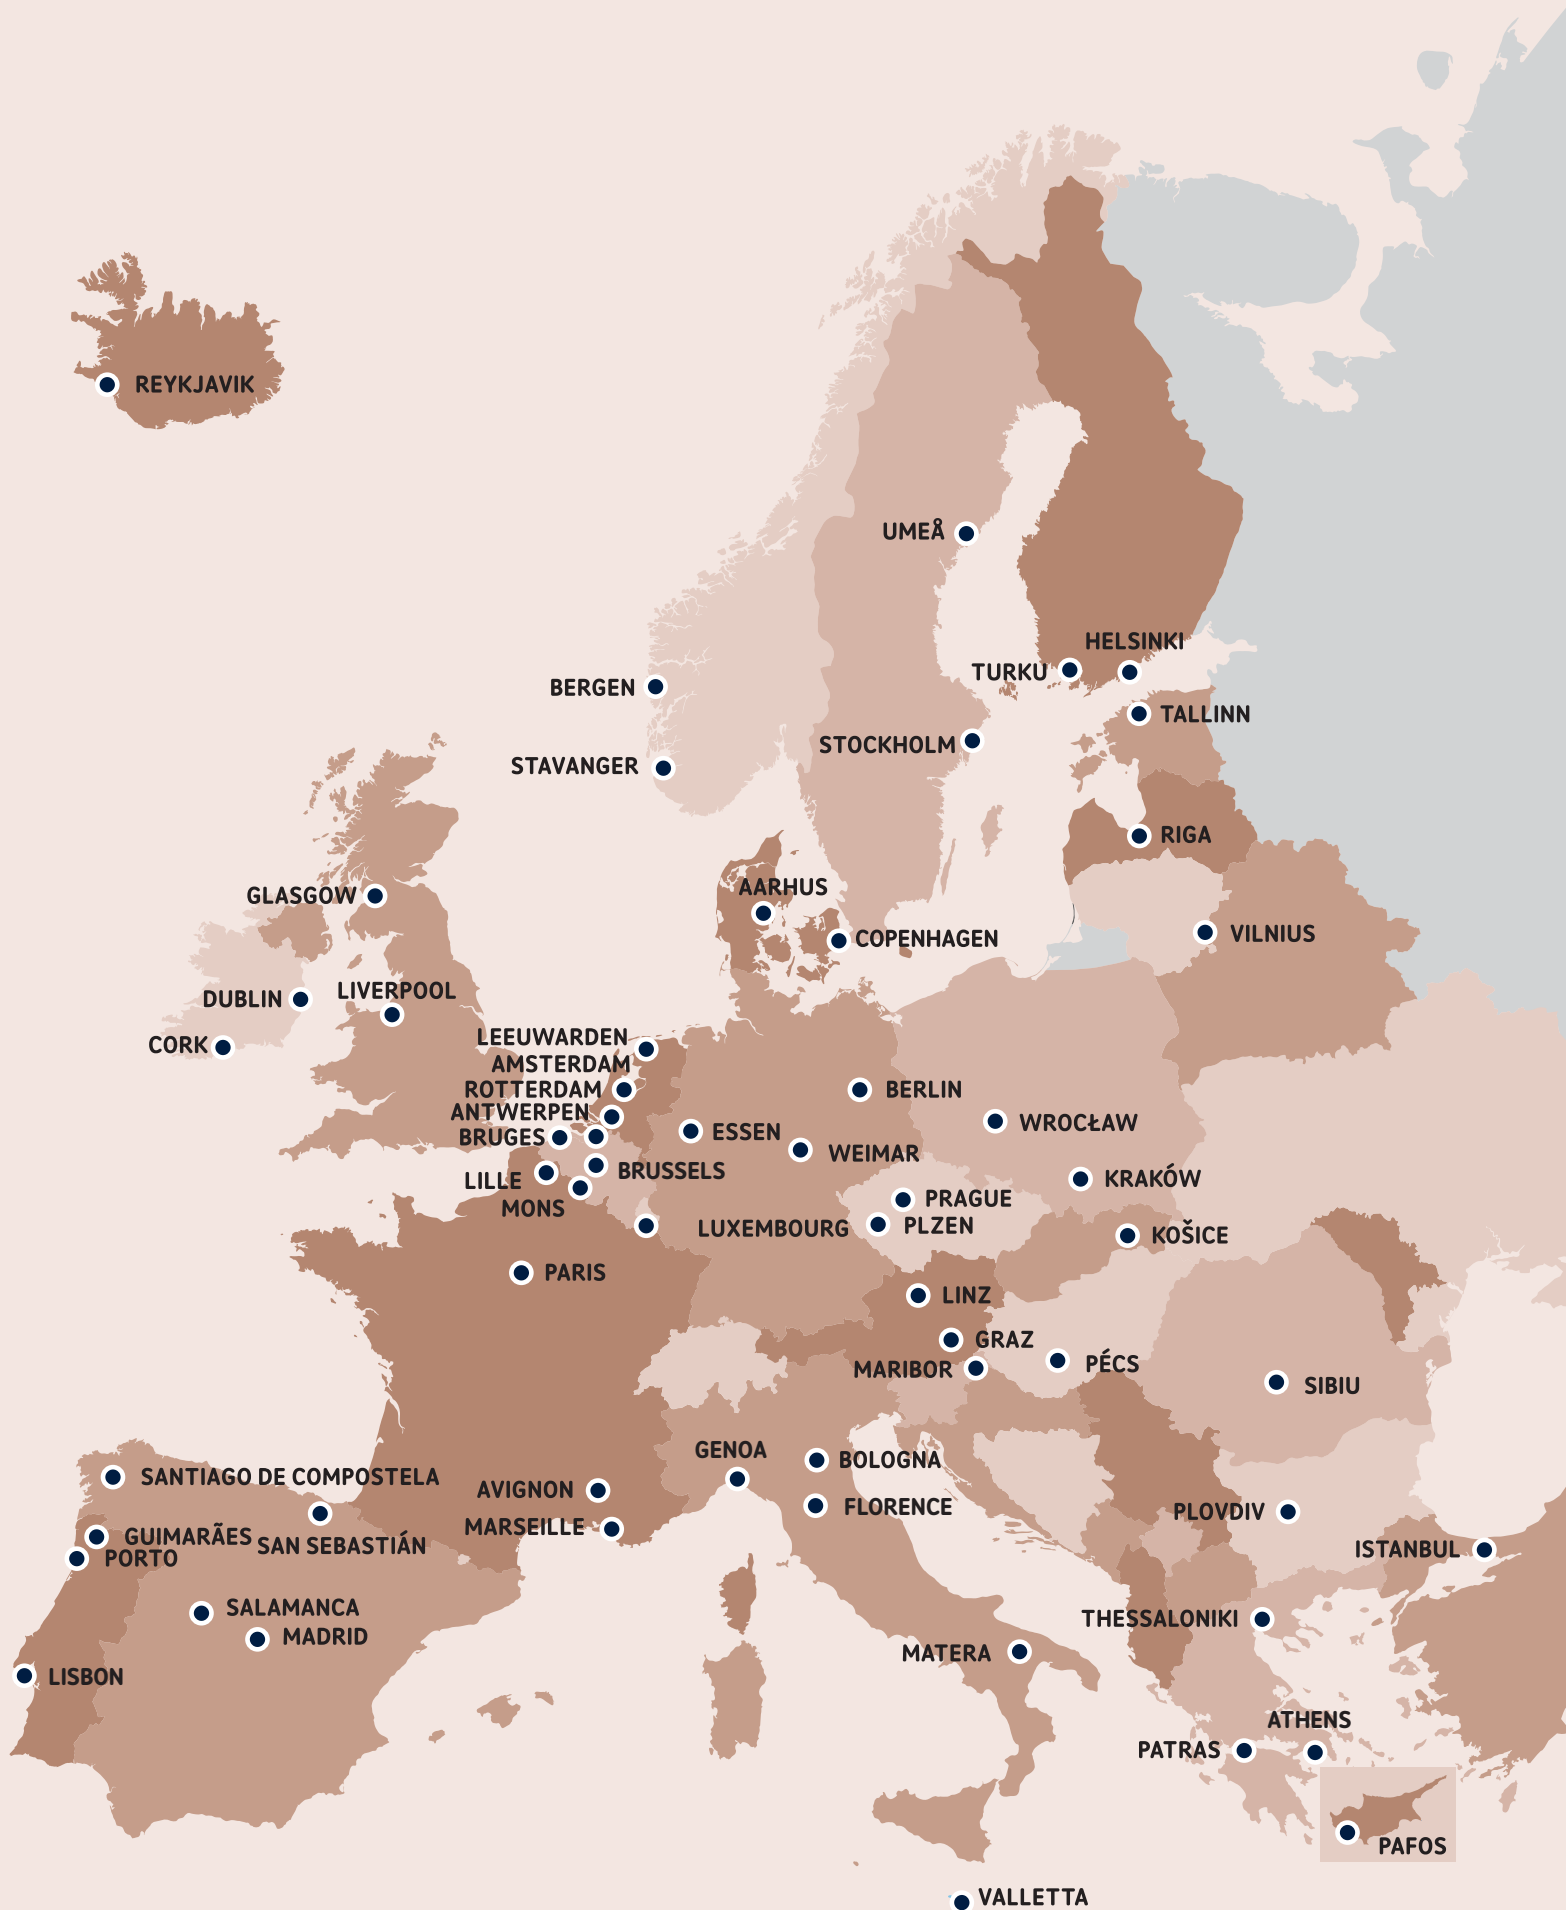 REYKJAVIK
UMEÅ
HELSINKI
TURKU
BERGEN
TALLINN
STOCKHOLM
STAVANGER
RIGA
AARHUS
GLASGOW
VILNIUS
COPENHAGEN
LIVERPOOL
DUBLIN
LEEUWARDEN
CORK
AMSTERDAM
ROTTERDAM
BERLIN
ANTWERPEN
WROCŁAW
ESSEN
BRUGES
WEIMAR
BRUSSELS
KRAKÓW
LILLE
PRAGUE
MONS
PLZEN
LUXEMBOURG
KOŠICE
PARIS
LINZ
GRAZ
PÉCS
MARIBOR
SIBIU
GENOA
BOLOGNA
SANTIAGO DE COMPOSTELA
AVIGNON
FLORENCE
PLOVDIV
MARSEILLE
GUIMARÃES
SAN SEBASTIÁN
ISTANBUL
PORTO
SALAMANCA
THESSALONIKI
MADRID
MATERA
LISBON
ATHENS
PATRAS
PAFOS
VALLETTA